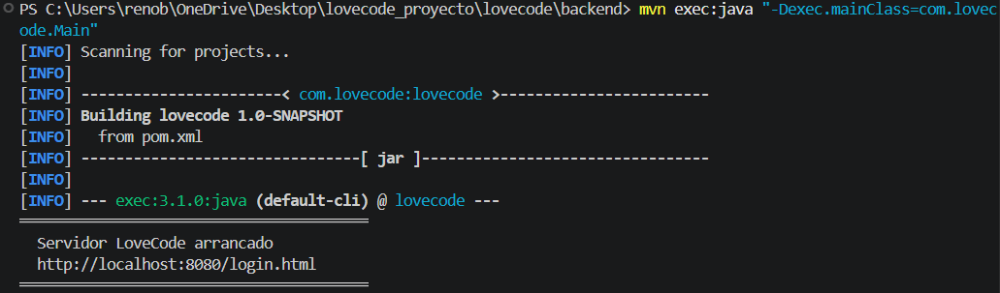 PS C:\Users\renob\OneDrive\Desktop\lovecode_proyecto\lovecode\backend> mvn exec:java "-Dexec.mainClass=com.lovec
ode.Main"
[INFO] Scanning for projects...
[INFO]
[INFO] ----------------------< com.lovecode:lovecode >-----------------------
[INFO] Building lovecode 1.0-SNAPSHOT
[INFO]   from pom.xml
[INFO] --------------------------------[ jar ]---------------------------------
[INFO]
[INFO] --- exec:3.1.0:java (default-cli) @ lovecode ---
═══════════════════════════════════════
  Servidor LoveCode arrancado
  http://localhost:8080/login.html
═══════════════════════════════════════